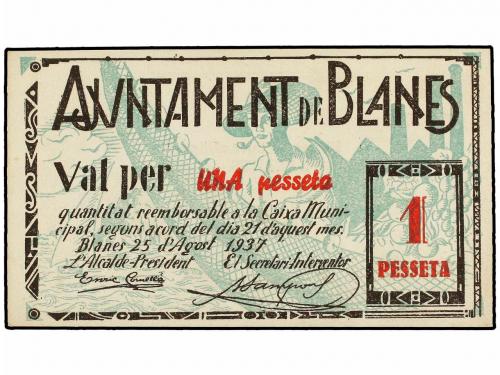 AJUNTAMENT DE BLANES
Val per UNA pesseta
quantitat reemborsable a la Caixa Muni-
cipal, segons acord del dia 21 d'aquest mes.
Blanes 25 d'Agost 1937
L'Alcalde-President El Secretari-Interventor
1
PESSETA